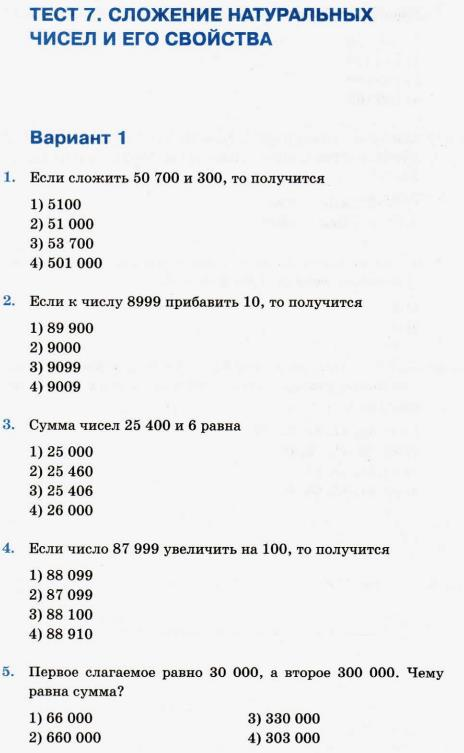 ТЕСТ 7. СЛОЖЕНИЕ НАТУРАЛЬНЫХ
ЧИСЕЛ И ЕГО СВОЙСТВА
Вариант 1
1. Если сложить 50 700 и 300, то получится
1) 5100
2) 51 000
3) 53 700
4) 501 000
2. Если к числу 8999 прибавить 10, то получится
1) 89 900
2) 9000
3) 9099
4) 9009
3. Сумма чисел 25 400 и 6 равна
1) 25 000
2) 25 460
3) 25 406
4) 26 000
4. Если число 87 999 увеличить на 100, то получится
1) 88 099
2) 87 099
3) 88 100
4) 88 910
5. Первое слагаемое равно 30 000, а второе 300 000. Чему
равна сумма?
1) 66 000 3) 330 000
2) 660 000 4) 303 000